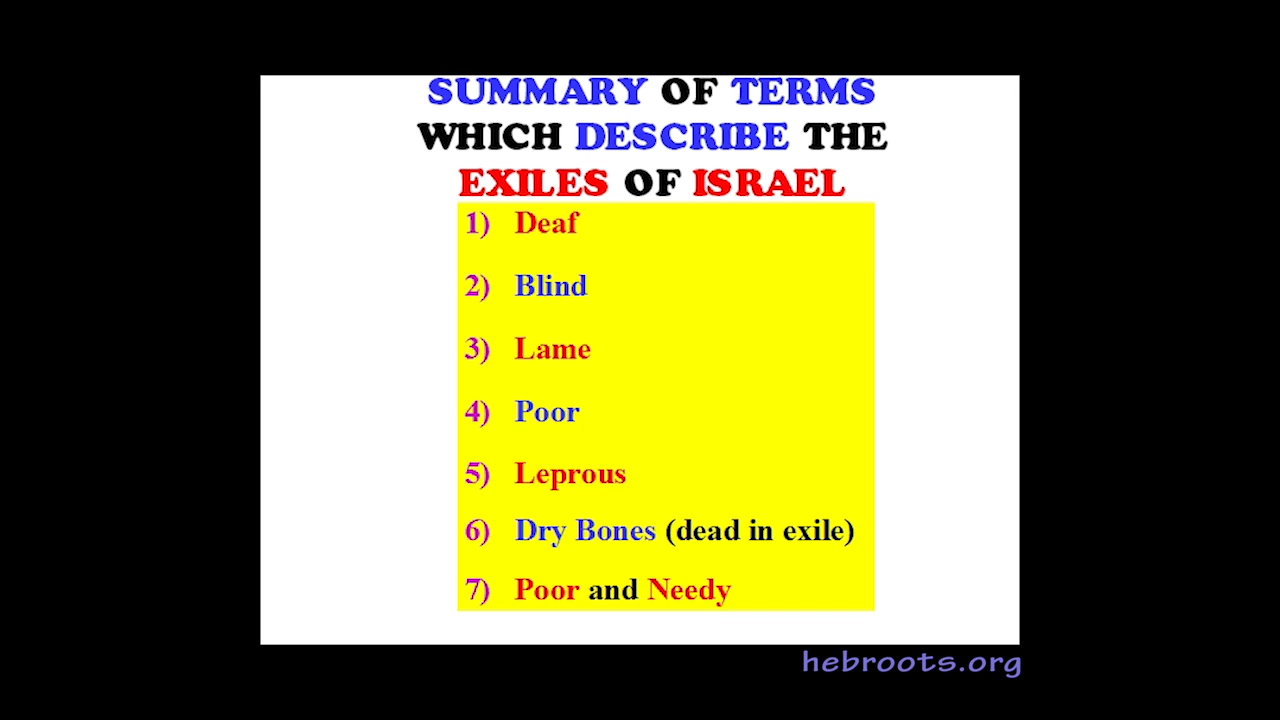 SUMMARY OF TERMS
WHICH DESCRIBE THE
EXILES OF ISRAEL
1) Deaf
2) Blind
3) Lame
4) Poor
5) Leprous
6) Dry Bones (dead in exile)
7) Poor and Needy
hebroots.org